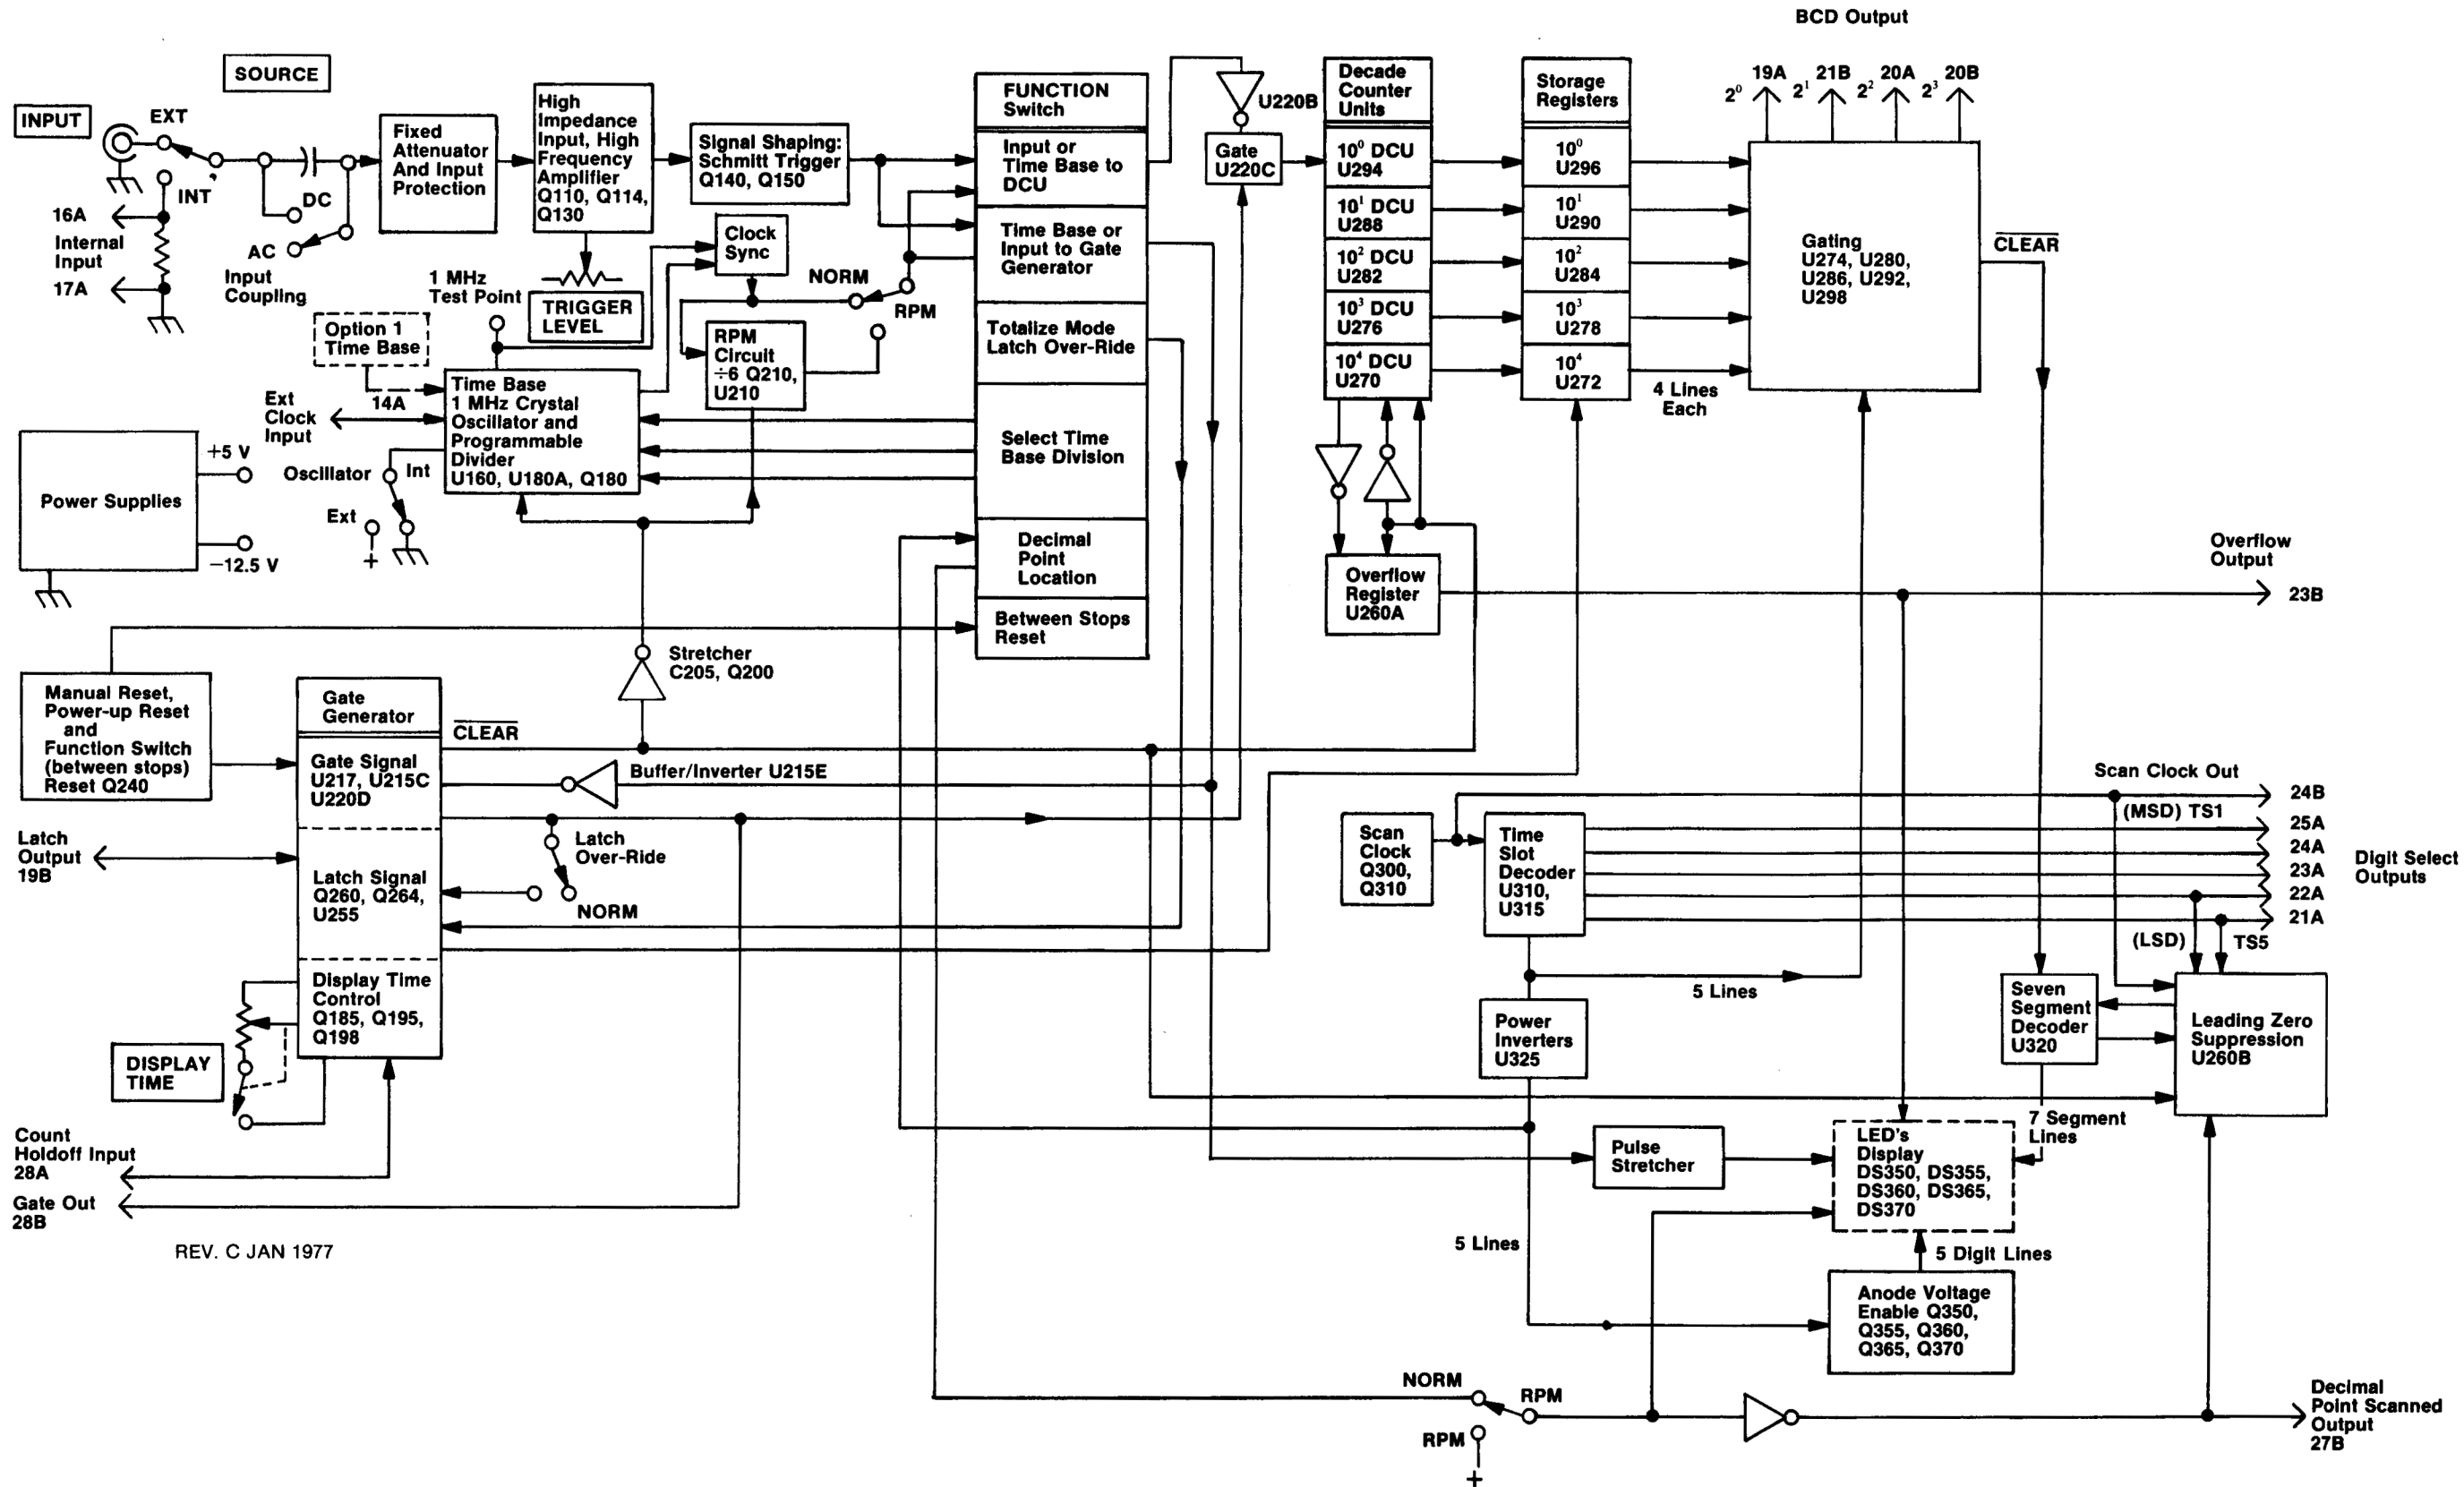 BCD Output
SOURCE
INPUT
EXT
INT
16A
Internal
Input
17A
DC
AC
Input
Coupling
Fixed
Attenuator
And Input
Protection
High
Impedance
Input, High
Frequency
Amplifier
Q110, Q114,
Q130
TRIGGER
LEVEL
Signal Shaping:
Schmitt Trigger
Q140, Q150
Clock
Sync
NORM
RPM
1 MHz
Test Point
RPM
Circuit
÷6 Q210,
U210
Option 1
Time Base
14A
Ext
Clock
Input
Time Base
1 MHz Crystal
Oscillator and
Programmable
Divider
U160, U180A, Q180
Oscillator
Int
Ext
+
Power Supplies
+5 V
−12.5 V
FUNCTION
Switch
Input or
Time Base to
DCU
Time Base or
Input to Gate
Generator
Totalize Mode
Latch Over-Ride
Select Time
Base Division
Decimal
Point
Location
Between Stops
Reset
U220B
Gate
U220C
Decade
Counter
Units
10⁰ DCU
U294
10¹ DCU
U288
10² DCU
U282
10³ DCU
U276
10⁴ DCU
U270
Storage
Registers
10⁰
U296
10¹
U290
10²
U284
10³
U278
10⁴
U272
4 Lines
Each
19A 21B 20A 20B
2⁰ 2¹ 2² 2³
Gating
U274, U280,
U286, U292,
U298
CLEAR
Overflow
Register
U260A
Overflow
Output
23B
Stretcher
C205, Q200
Manual Reset,
Power-up Reset
and
Function Switch
(between stops)
Reset Q240
Gate
Generator
CLEAR
Gate Signal
U217, U215C
U220D
Buffer/Inverter U215E
Latch
Output
19B
Latch Signal
Q260, Q264,
U255
Latch
Over-Ride
NORM
Display Time
Control
Q185, Q195,
Q198
DISPLAY
TIME
Count
Holdoff Input
28A
Gate Out
28B
REV. C JAN 1977
Scan
Clock
Q300,
Q310
Time
Slot
Decoder
U310,
U315
Scan Clock Out
24B
(MSD) TS1
25A
24A
23A
22A
21A
Digit Select
Outputs
(LSD)
TS5
5 Lines
Power
Inverters
U325
Seven
Segment
Decoder
U320
Leading Zero
Suppression
U260B
7 Segment
Lines
Pulse
Stretcher
LED's
Display
DS350, DS355,
DS360, DS365,
DS370
5 Lines
5 Digit Lines
Anode Voltage
Enable Q350,
Q355, Q360,
Q365, Q370
NORM
RPM
RPM
+
Decimal
Point Scanned
Output
27B